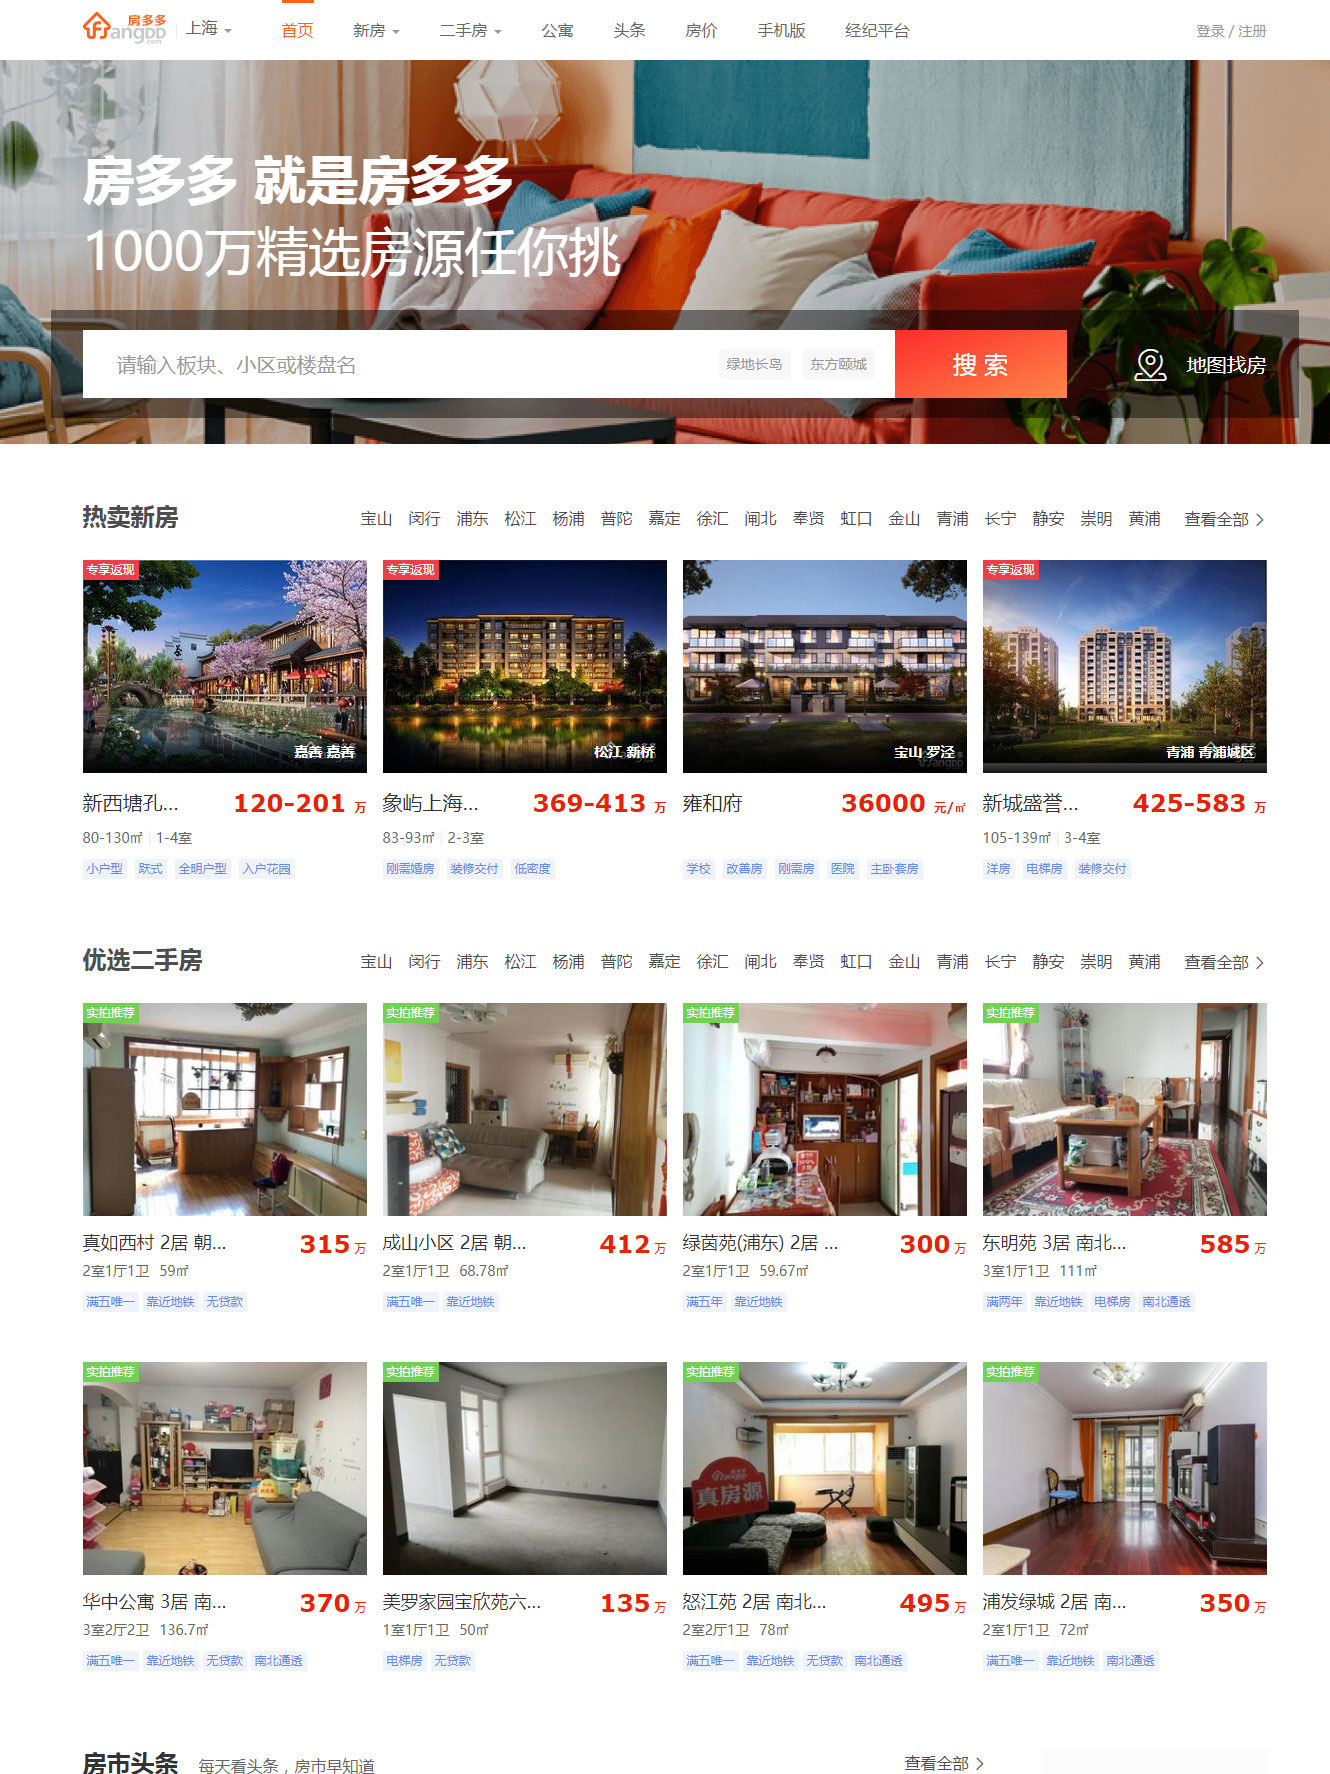 房多多
FangDD
.com
上海 首页 新房 二手房 公寓 头条 房价 手机版 经纪平台 登录 / 注册
房多多 就是房多多
1000万精选房源任你挑
请输入板块、小区或楼盘名 绿地长岛 东方颐城 搜 索 地图找房
热卖新房 宝山 闵行 浦东 松江 杨浦 普陀 嘉定 徐汇 闸北 奉贤 虹口 金山 青浦 长宁 静安 崇明 黄浦 查看全部 >
专享返现 专享返现 专享返现
茶
嘉善 嘉善 松江 新桥 宝山 罗泾 青浦 青浦城区
新西塘孔... 120-201 万 象屿上海... 369-413 万 雍和府 36000 元/㎡ 新城盛誉... 425-583 万
80-130㎡ 1-4室 83-93㎡ 2-3室 105-139㎡ 3-4室
小户型 跃式 全明户型 入户花园 刚需婚房 装修交付 低密度 学校 改善房 刚需房 医院 主卧套房 洋房 电梯房 装修交付
优选二手房 宝山 闵行 浦东 松江 杨浦 普陀 嘉定 徐汇 闸北 奉贤 虹口 金山 青浦 长宁 静安 崇明 黄浦 查看全部 >
实拍推荐 实拍推荐 实拍推荐 实拍推荐
真如西村 2居 朝... 315 万 成山小区 2居 朝... 412 万 绿茵苑(浦东) 2居 ... 300 万 东明苑 3居 南北... 585 万
2室1厅1卫 59㎡ 2室1厅1卫 68.78㎡ 2室1厅1卫 59.67㎡ 3室1厅1卫 111㎡
满五唯一 靠近地铁 无贷款 满五唯一 靠近地铁 满五年 靠近地铁 满两年 靠近地铁 电梯房 南北通透
实拍推荐 实拍推荐 实拍推荐 实拍推荐
房多多
FangDD
真房源
华中公寓 3居 南... 370 万 美罗家园宝欣苑六... 135 万 怒江苑 2居 南北... 495 万 浦发绿城 2居 南... 350 万
3室2厅2卫 136.7㎡ 1室1厅1卫 50㎡ 2室2厅1卫 78㎡ 2室1厅1卫 72㎡
满五唯一 靠近地铁 无贷款 南北通透 电梯房 无贷款 满五唯一 靠近地铁 无贷款 南北通透 满五唯一 靠近地铁 南北通透
房市头条 每天看头条，房市早知道 查看全部 >